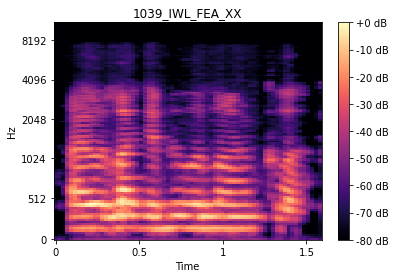 1039_IWL_FEA_XX
+0 dB
8192
-10 dB
4096
-20 dB
-30 dB
2048
Hz
-40 dB
1024
-50 dB
512
-60 dB
-70 dB
0
-80 dB
0
0.5
1
1.5
Time